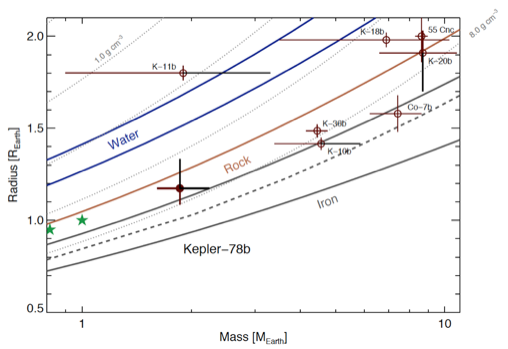 2.0
1.5
1.0
0.5
Radius [R_Earth]
1
10
Mass [M_Earth]
1.0 g cm⁻³
8.0 g cm⁻³
K−18b
55 Cnc
K−20b
K−11b
Co−7b
K−36b
K−10b
Water
Rock
Iron
Kepler−78b